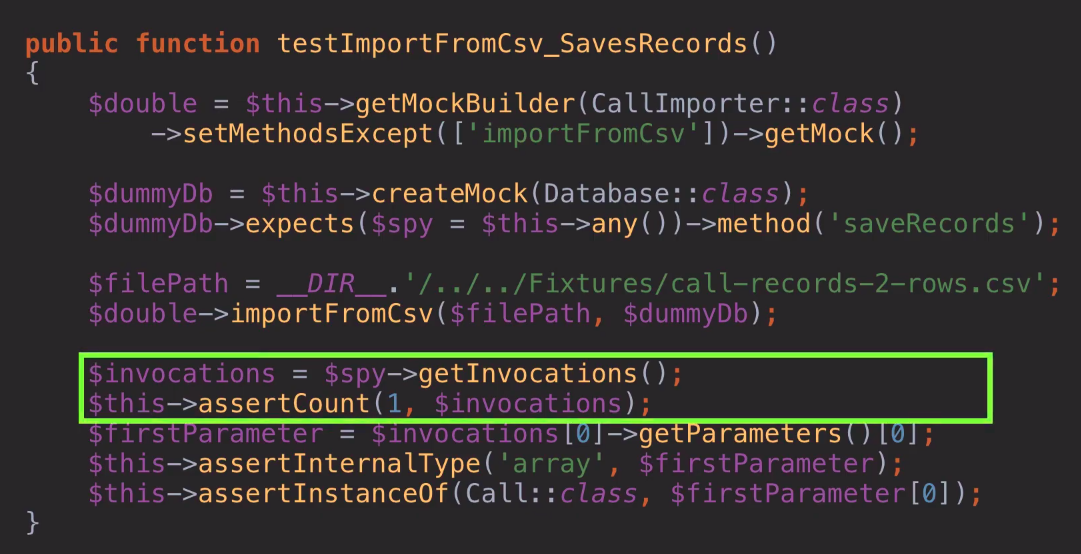 public function testImportFromCsv_SavesRecords()
{
    $double = $this->getMockBuilder(CallImporter::class)
        ->setMethodsExcept(['importFromCsv'])->getMock();

    $dummyDb = $this->createMock(Database::class);
    $dummyDb->expects($spy = $this->any())->method('saveRecords');

    $filePath = __DIR__.'/../../Fixtures/call-records-2-rows.csv';
    $double->importFromCsv($filePath, $dummyDb);

    $invocations = $spy->getInvocations();
    $this->assertCount(1, $invocations);
    $firstParameter = $invocations[0]->getParameters()[0];
    $this->assertInternalType('array', $firstParameter);
    $this->assertInstanceOf(Call::class, $firstParameter[0]);
}